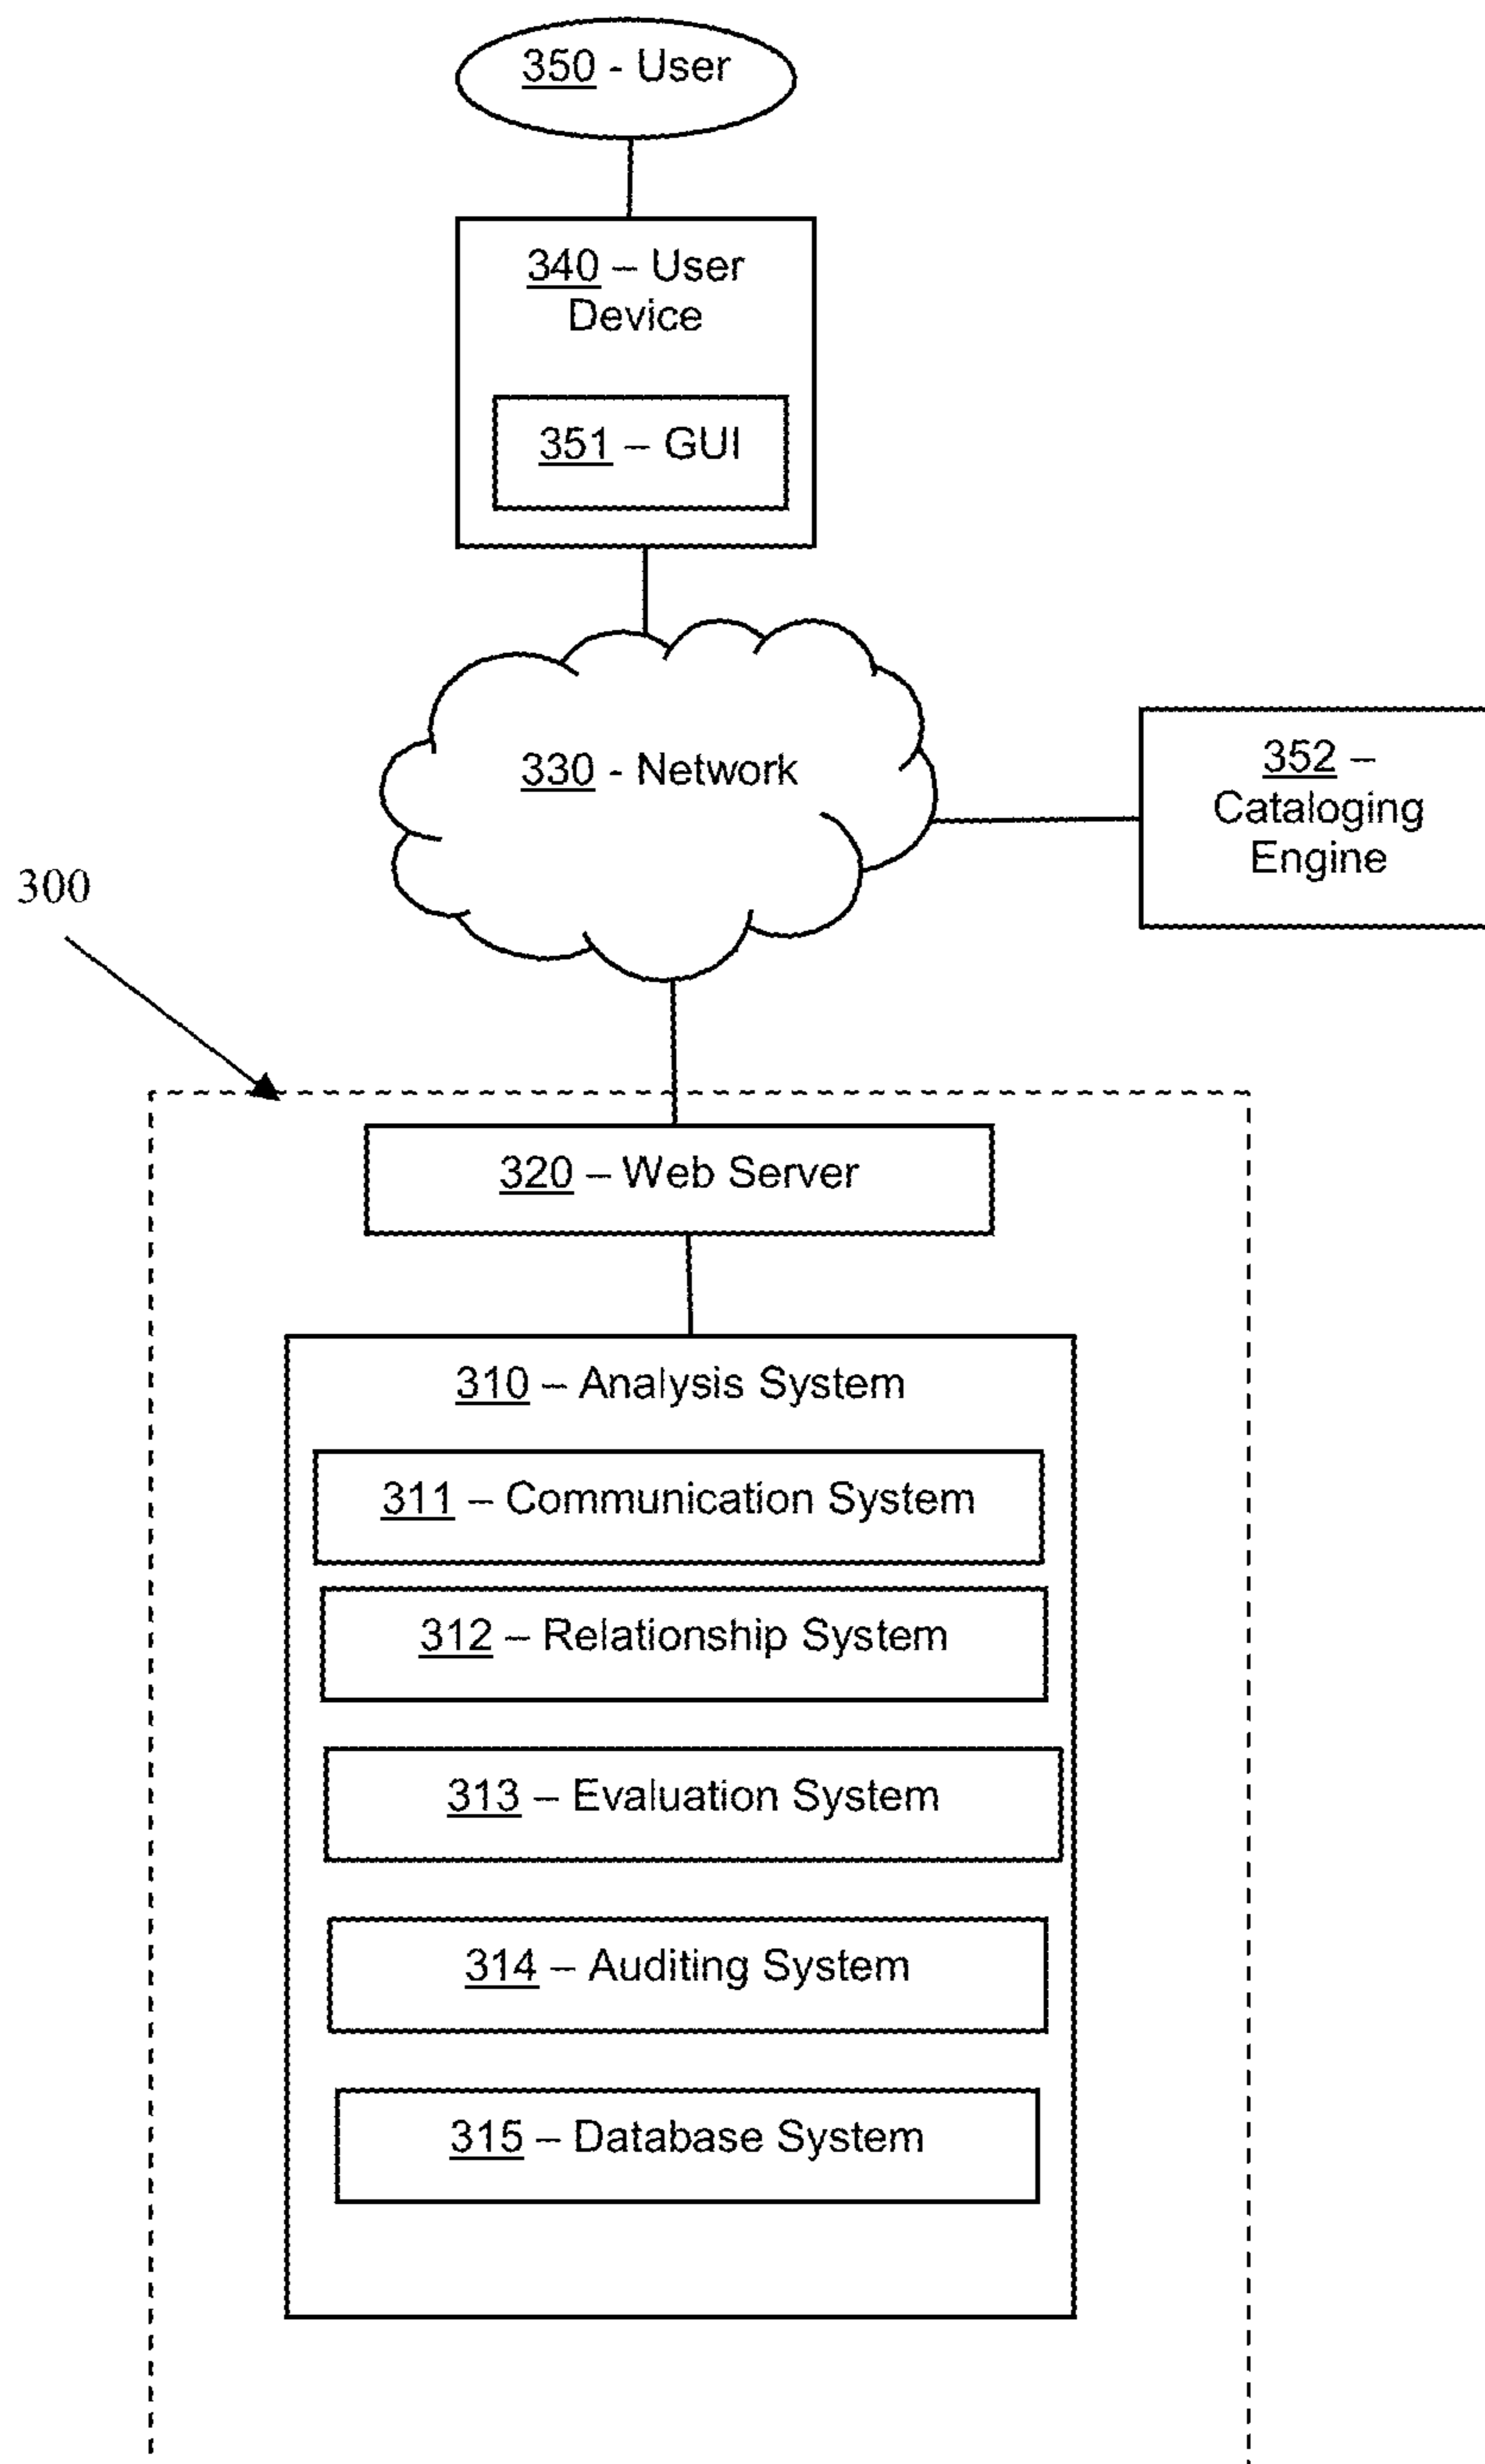 350 - User
340 – User
Device
351 – GUI
330 - Network
352 –
Cataloging
Engine
300
320 – Web Server
310 – Analysis System
311 – Communication System
312 – Relationship System
313 – Evaluation System
314 – Auditing System
315 – Database System